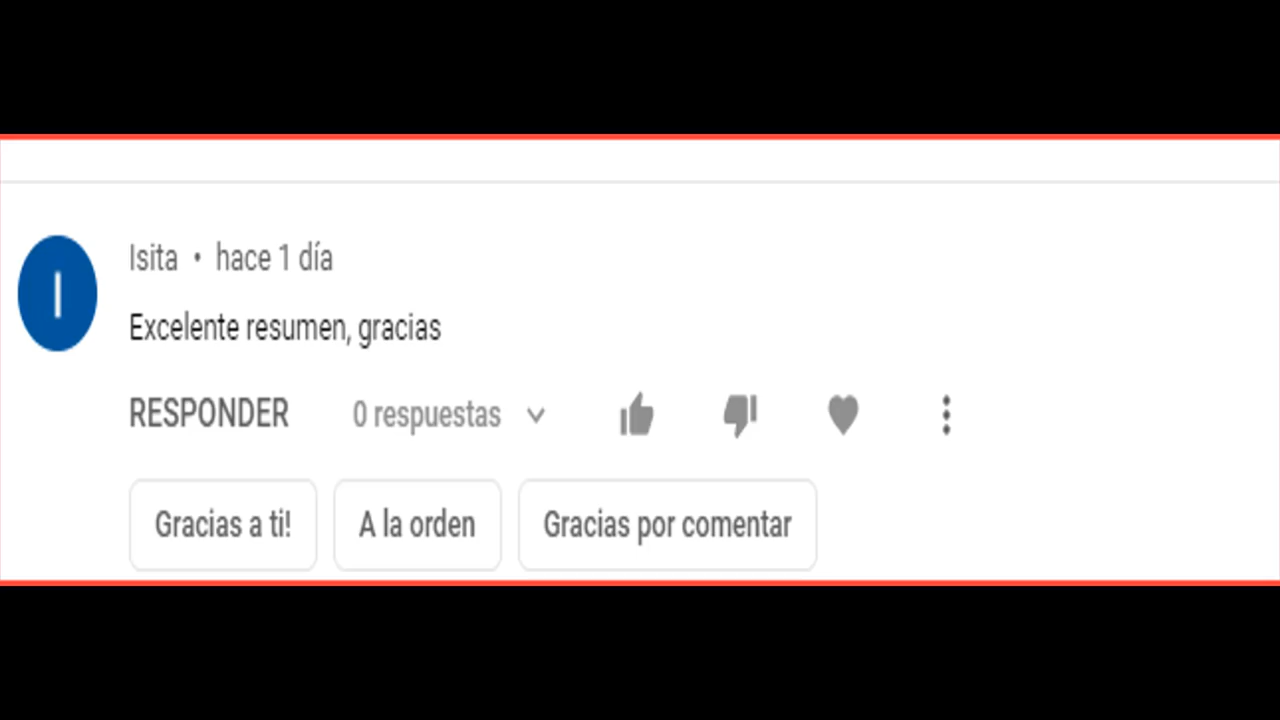 I
Isita • hace 1 día
Excelente resumen, gracias
RESPONDER 0 respuestas
Gracias a ti! A la orden Gracias por comentar